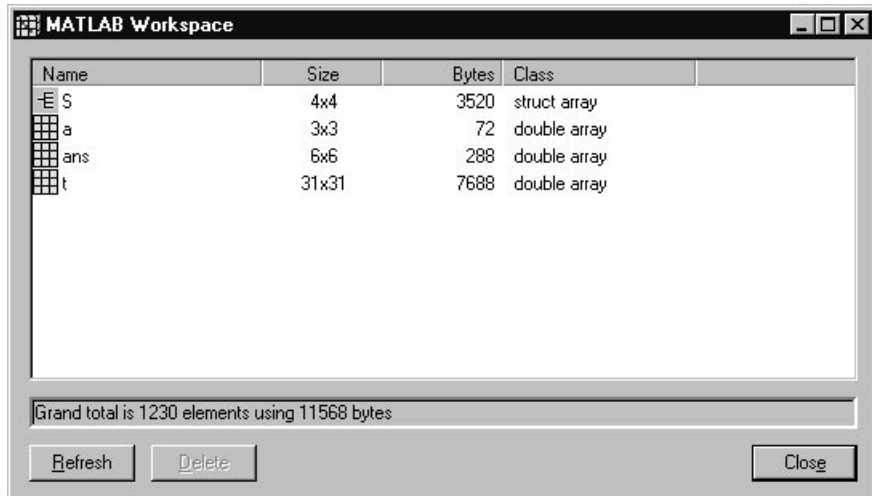 MATLAB Workspace
Name Size Bytes Class
S 4x4 3520 struct array
a 3x3 72 double array
ans 6x6 288 double array
t 31x31 7688 double array
Grand total is 1230 elements using 11568 bytes
Refresh Delete Close